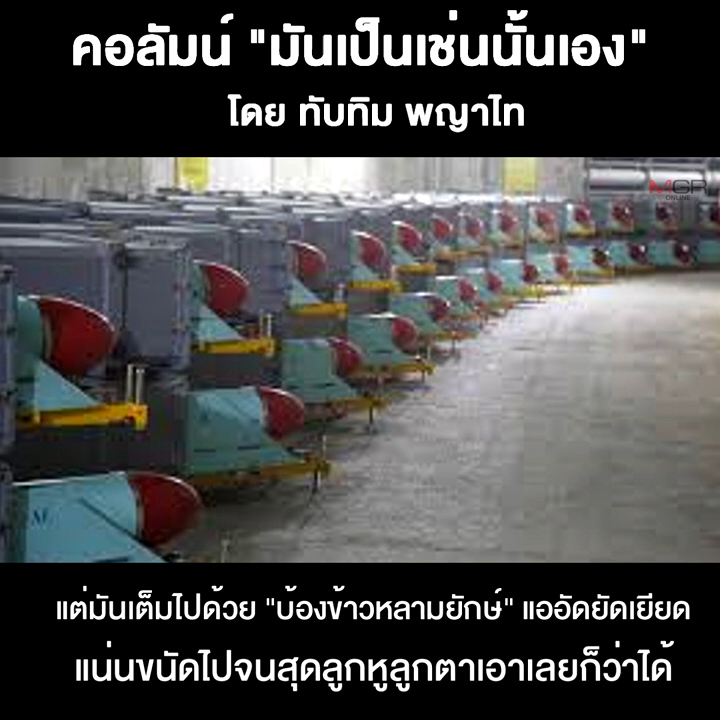 คอลัมน์ "มันเป็นเช่นนั้นเอง"
โดย ทับทิม พญาไท
MGR
ONLINE
แต่มันเต็มไปด้วย "บ้องข้าวหลามยักษ์" แออัดยัดเยียด
แน่นขนัดไปจนสุดลูกหูลูกตาเอาเลยก็ว่าได้